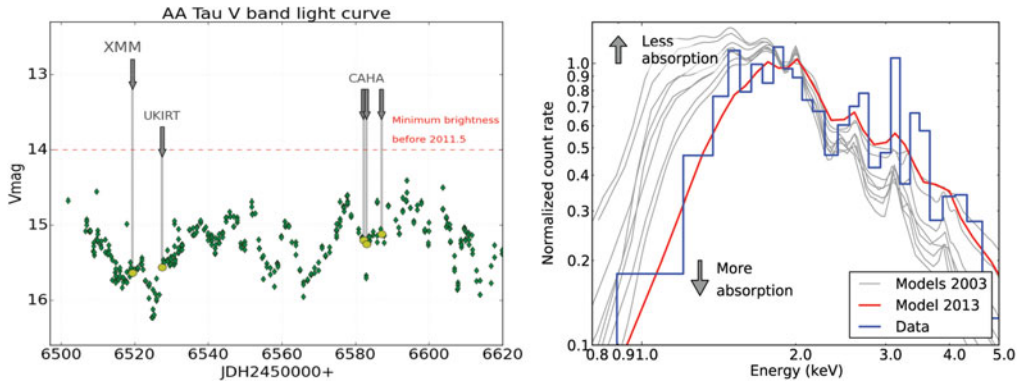 AA Tau V band light curve
XMM
UKIRT
CAHA
Minimum brightness
before 2011.5
Vmag
13
14
15
16
6500 6520 6540 6560 6580 6600 6620
JDH2450000+
Less
absorption
More
absorption
Models 2003
Model 2013
Data
Normalized count rate
1.0
0.9
0.8
0.7
0.6
0.5
0.4
0.3
0.2
0.1
0.8 0.9 1.0 2.0 3.0 4.0 5.0
Energy (keV)